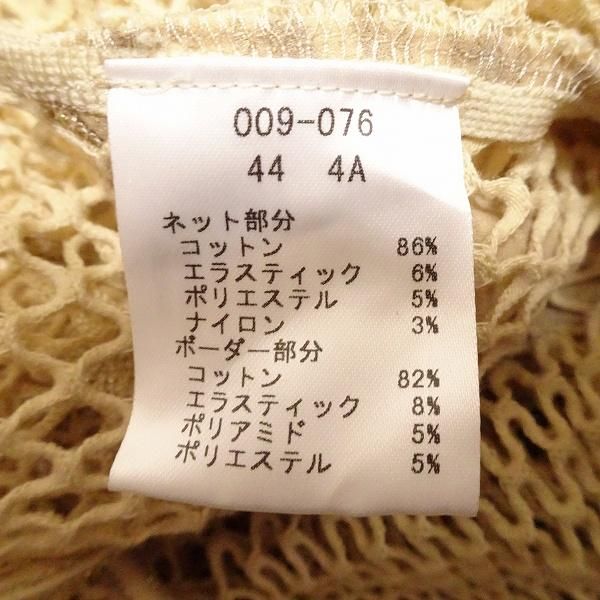 009-076
44 4A
ネット部分
コットン 86%
エラスティック 6%
ポリエステル 5%
ナイロン 3%
ボーダー部分
コットン 82%
エラスティック 8%
ポリアミド 5%
ポリエステル 5%